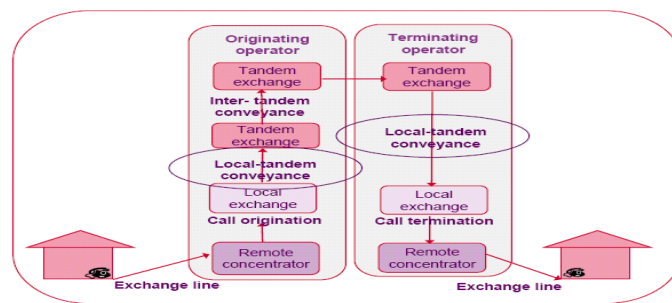 Originating
operator
Tandem
exchange
Inter- tandem
conveyance
Tandem
exchange
Local-tandem
conveyance
Local
exchange
Call origination
Remote
concentrator
Exchange line
Terminating
operator
Tandem
exchange
Local-tandem
conveyance
Local
exchange
Call termination
Remote
concentrator
Exchange line